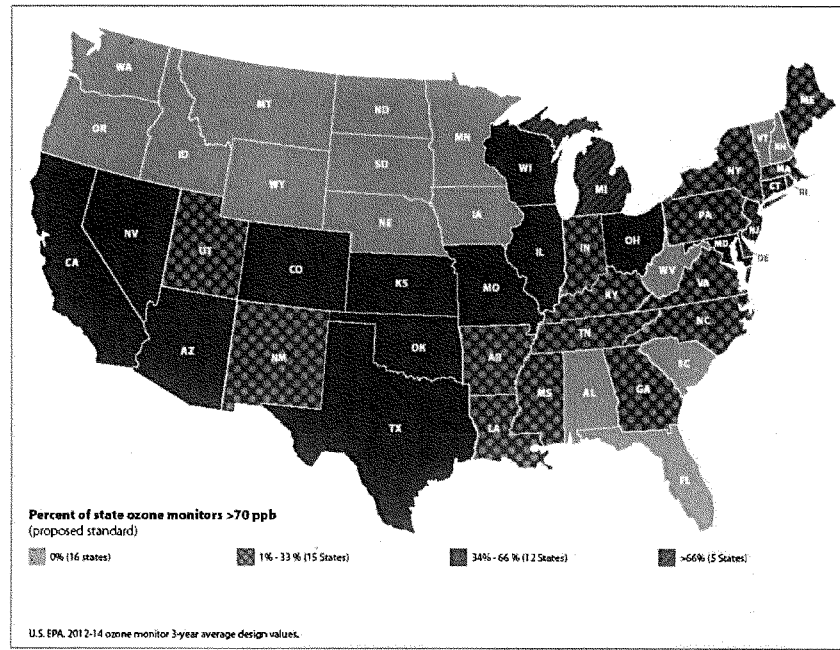 WA
MT
ND
MN
OR
ID
SD
WI
WY
MI
NY
ME
VT
NH
MA
CT
RI
NE
IA
PA
NJ
NV
UT
CO
IL
IN
OH
MD
DE
CA
KS
MO
WV
VA
KY
NC
TN
AZ
NM
OK
AR
SC
MS
AL
GA
TX
LA
FL
Percent of state ozone monitors >70 ppb
(proposed standard)
0% (16 states)
1% - 33 % (15 States)
34% - 66 % (12 States)
>66% (5 States)
U.S. EPA, 2012-14 ozone monitor 3-year average design values.